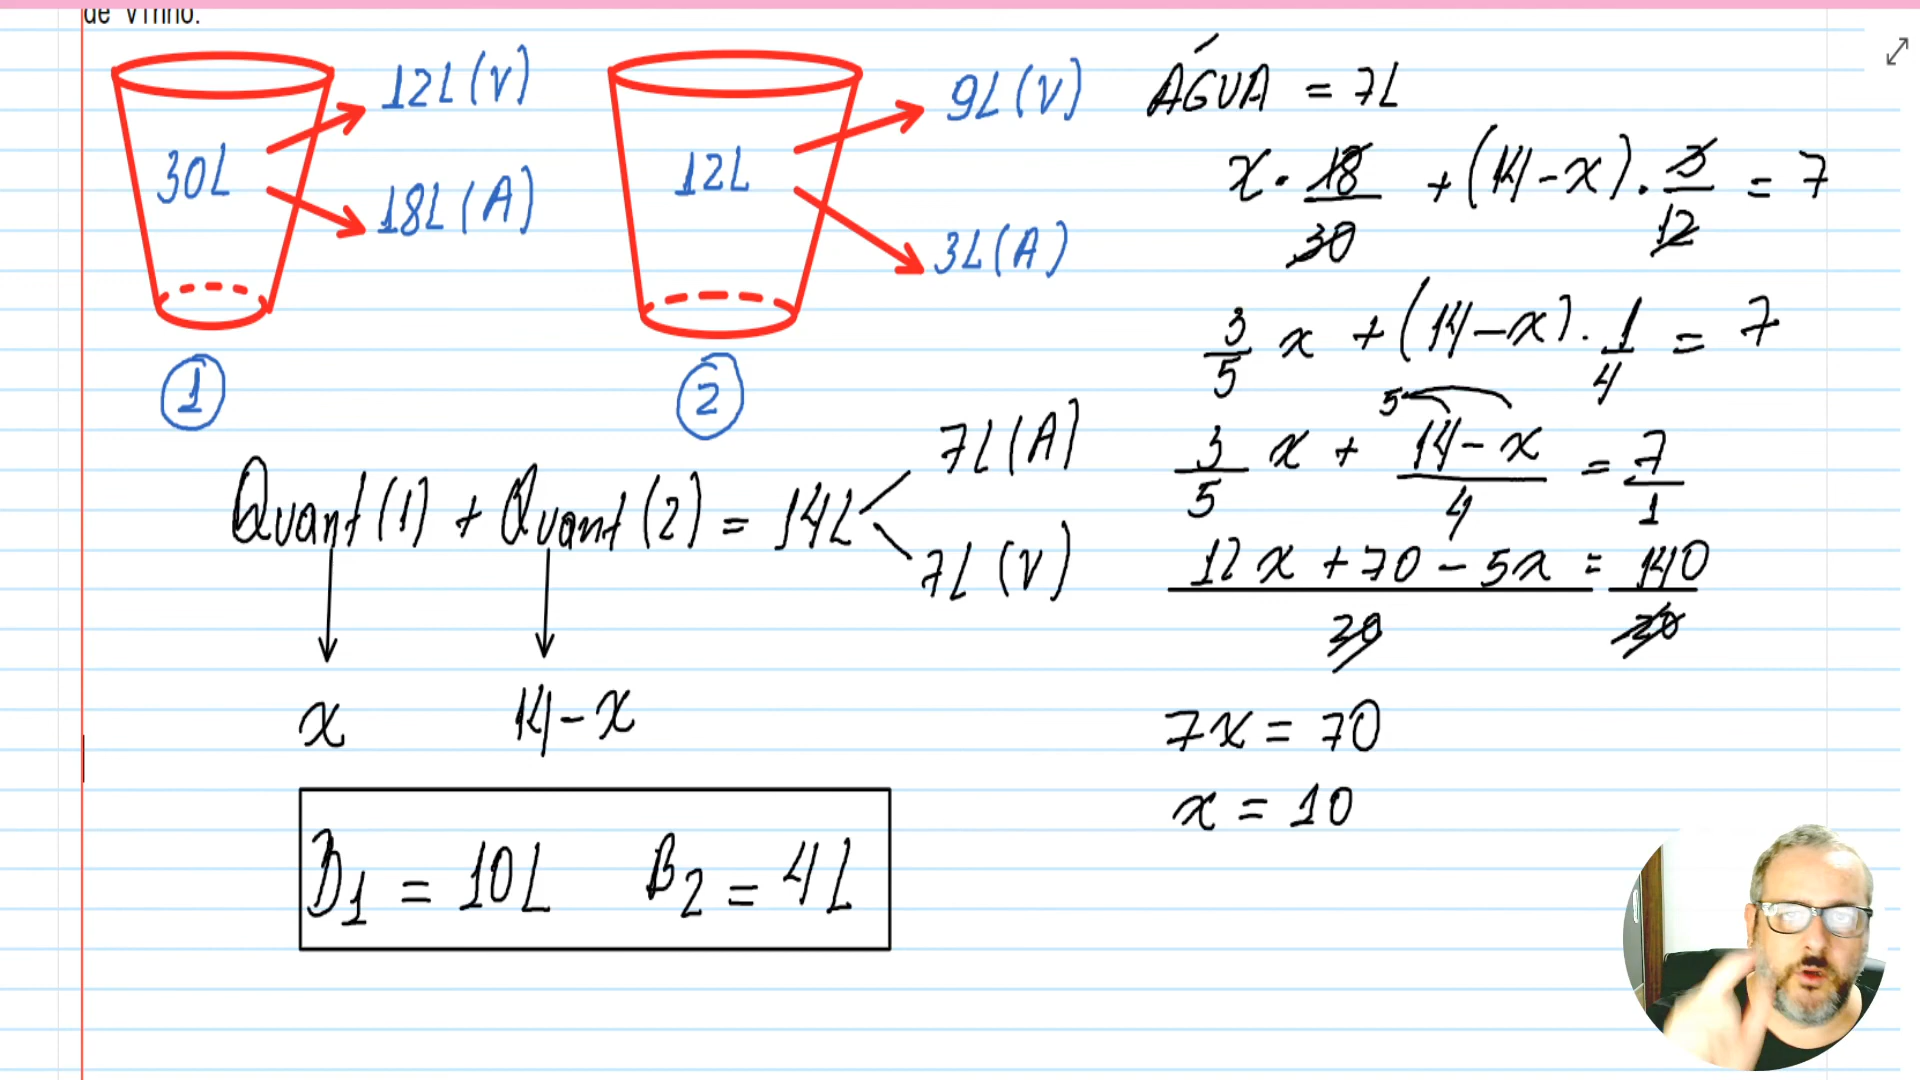 de vinho.
30L
12L(V)
18L(A)
1
12L
9L(V)
3L(A)
2
Quant(1) + Quant(2) = 14L
7L(A)
7L(V)
x
14-x
B1 = 10L B2 = 4L
ÁGUA = 7L
x · 18/30 + (14-x) · 3/12 = 7
3/5 x + (14-x) · 1/4 = 7
5
3/5 x + 14-x/4 = 7/1
12x + 70 - 5x/20 = 140/20
7x = 70
x = 10